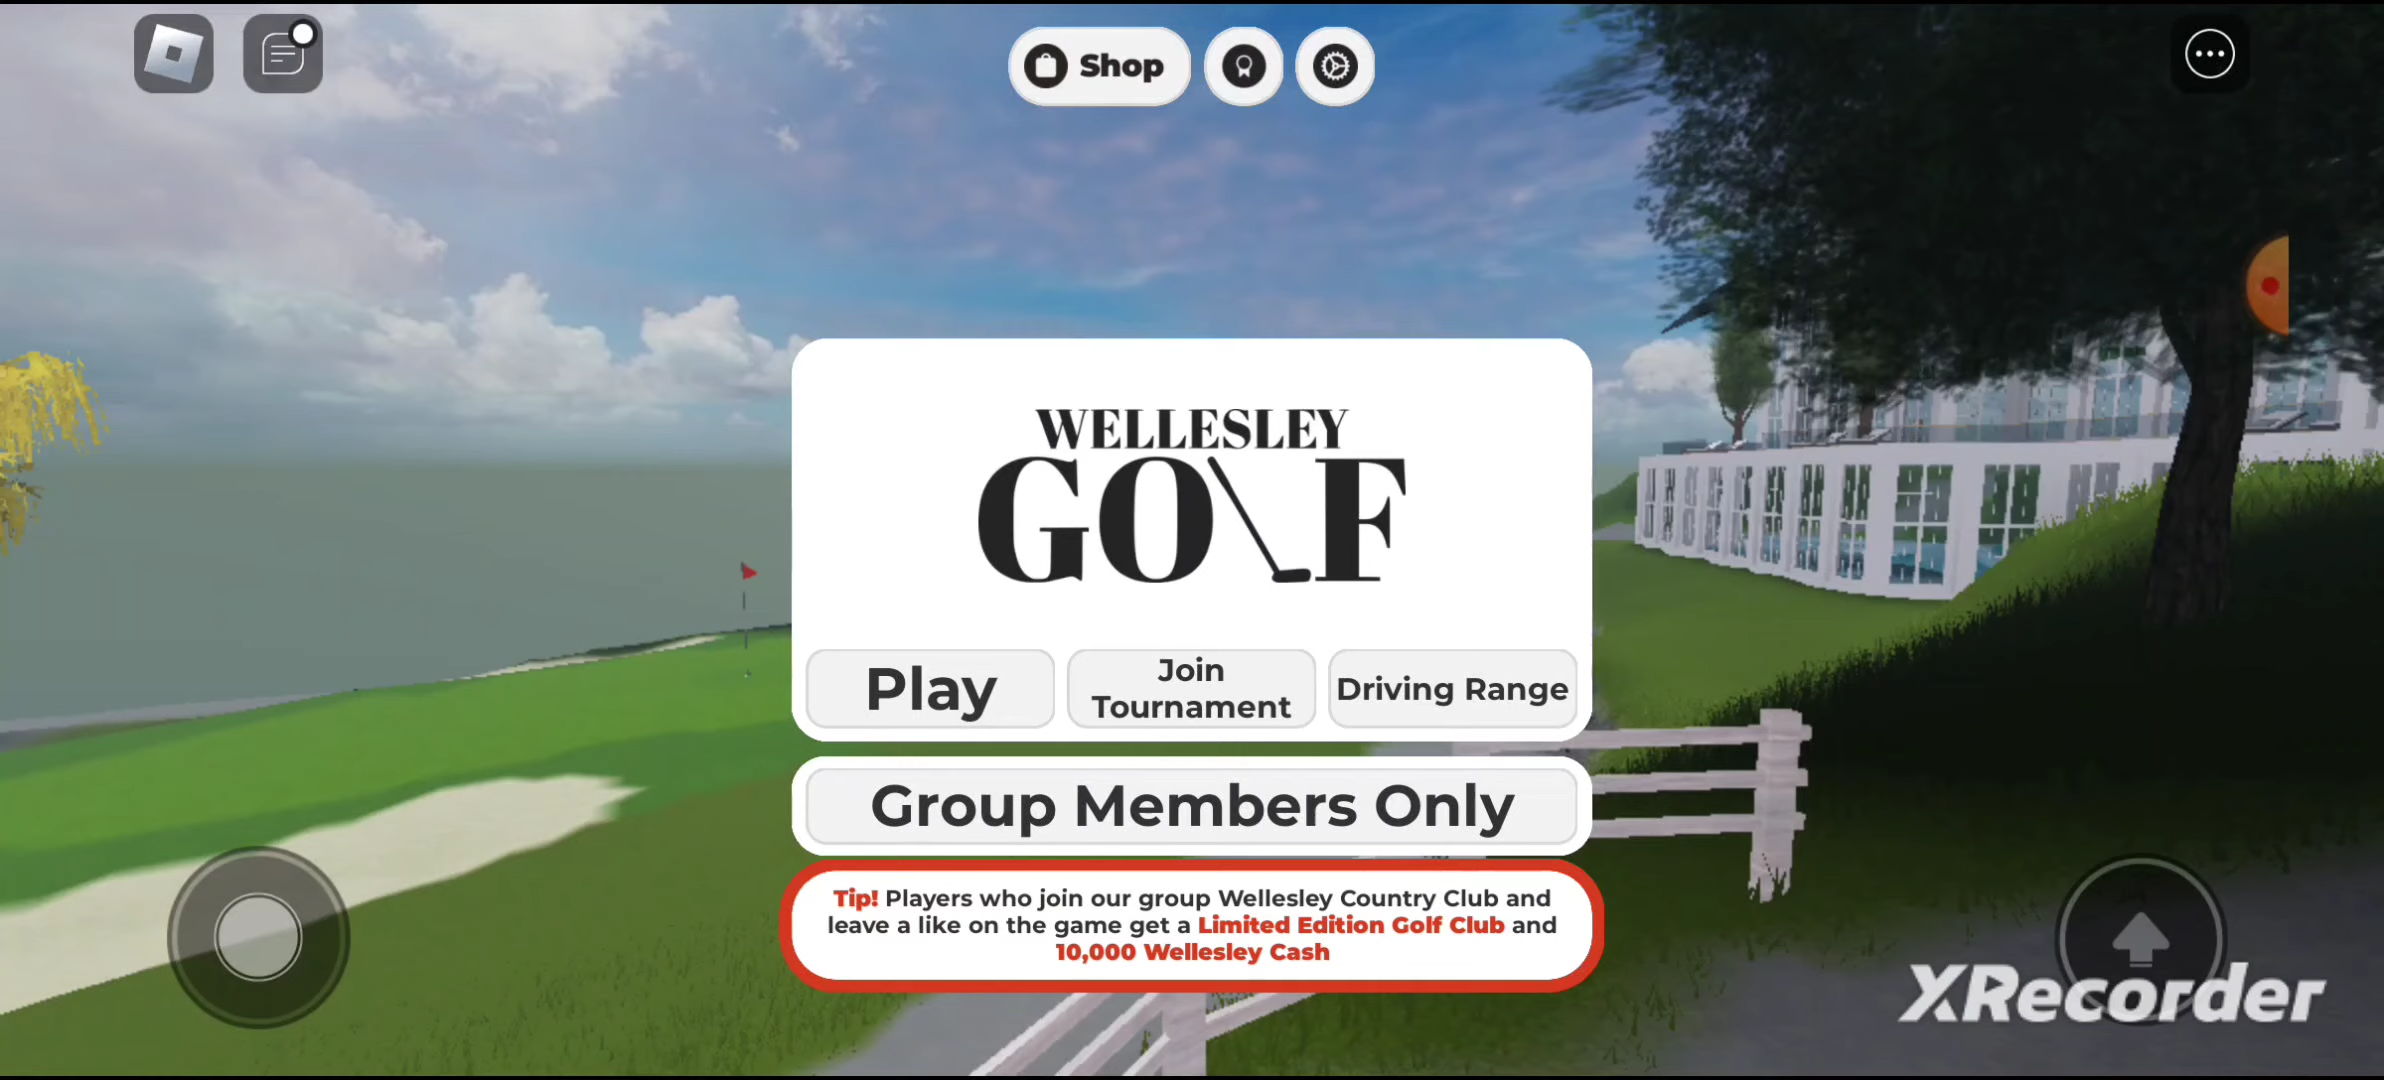 Shop
WELLESLEY
GOLF
Play
Join
Tournament
Driving Range
Group Members Only
Tip! Players who join our group Wellesley Country Club and
leave a like on the game get a Limited Edition Golf Club and
10,000 Wellesley Cash
XRecorder